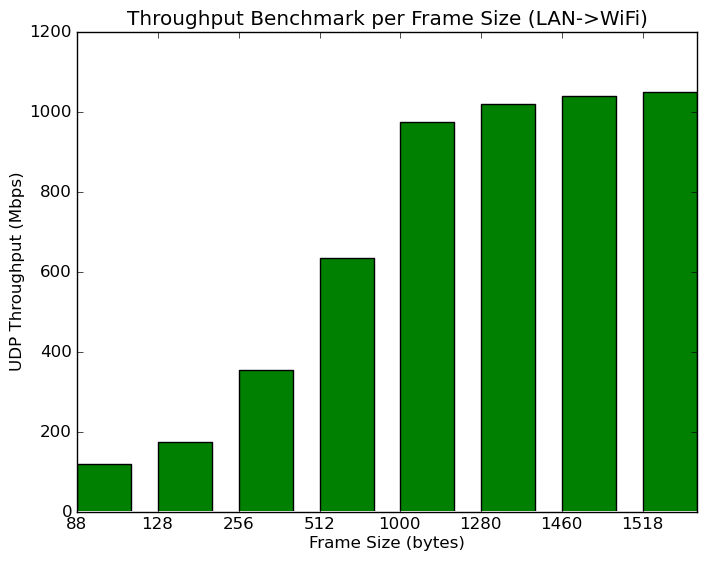 Throughput Benchmark per Frame Size (LAN->WiFi)
1200
1000
800
600
400
200
0
UDP Throughput (Mbps)
88 128 256 512 1000 1280 1460 1518
Frame Size (bytes)